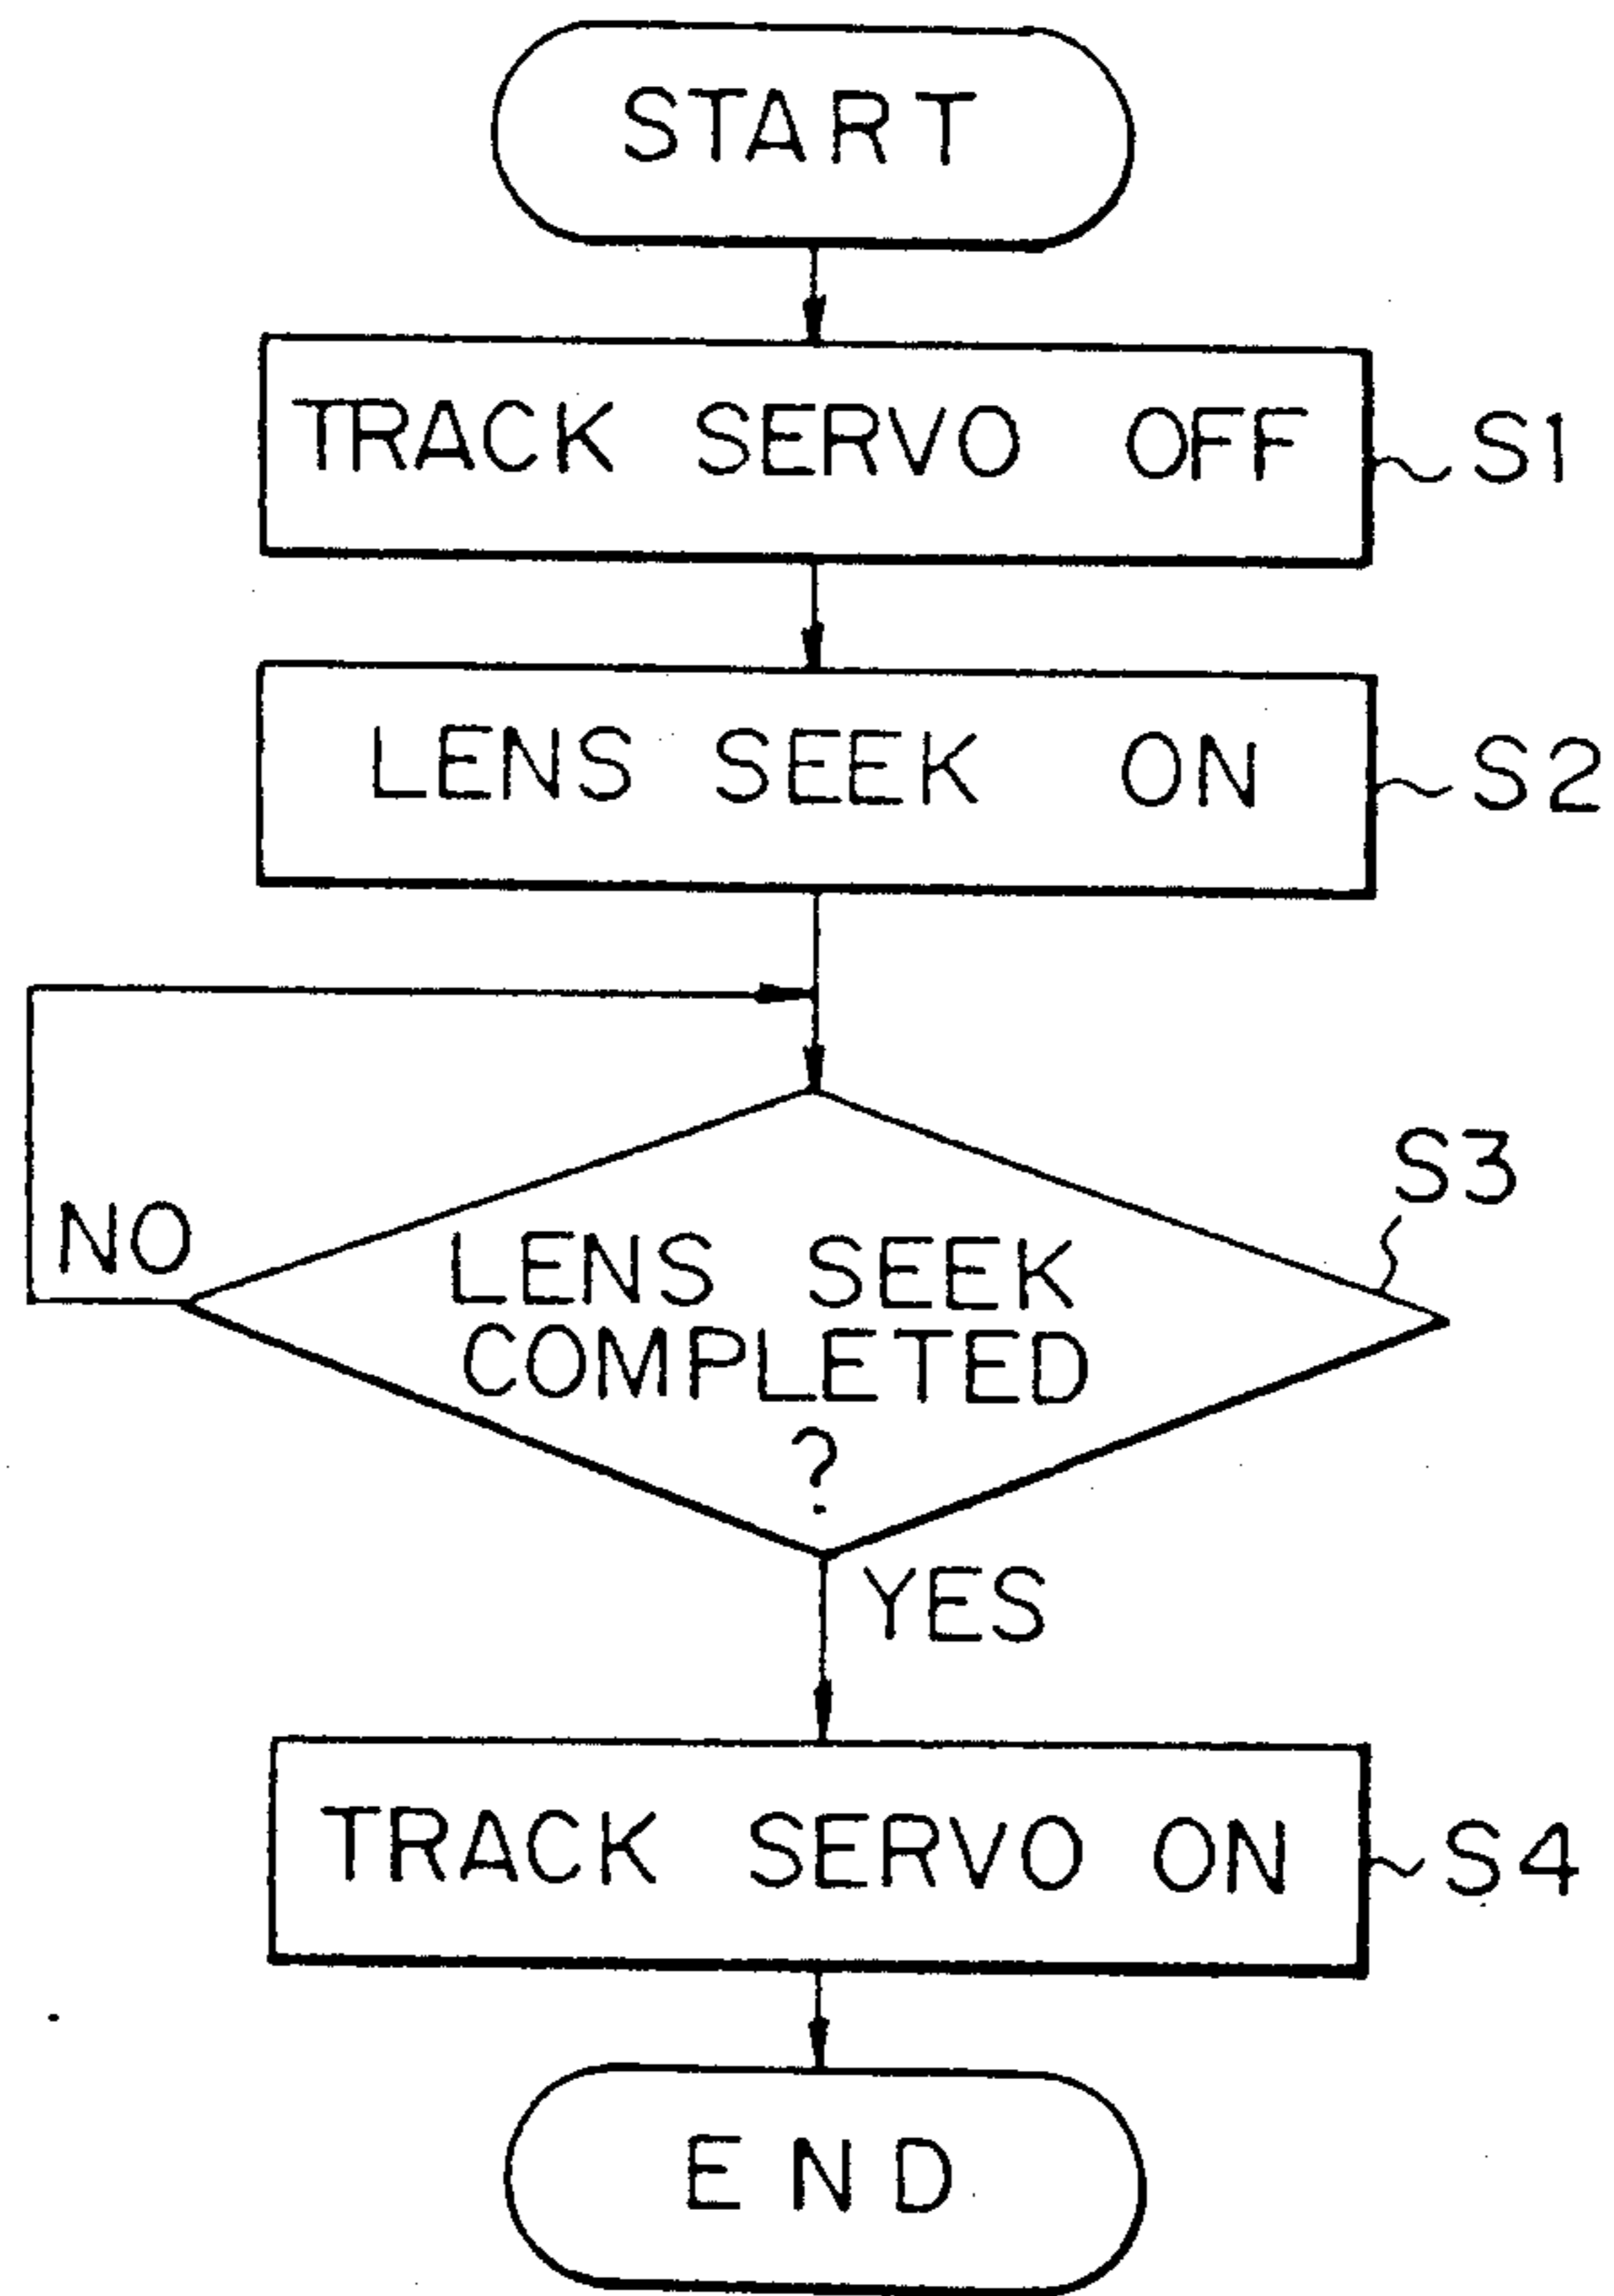 START
TRACK SERVO OFF
S1
LENS SEEK ON
S2
S3
NO
LENS SEEK
COMPLETED
?
YES
TRACK SERVO ON
S4
END